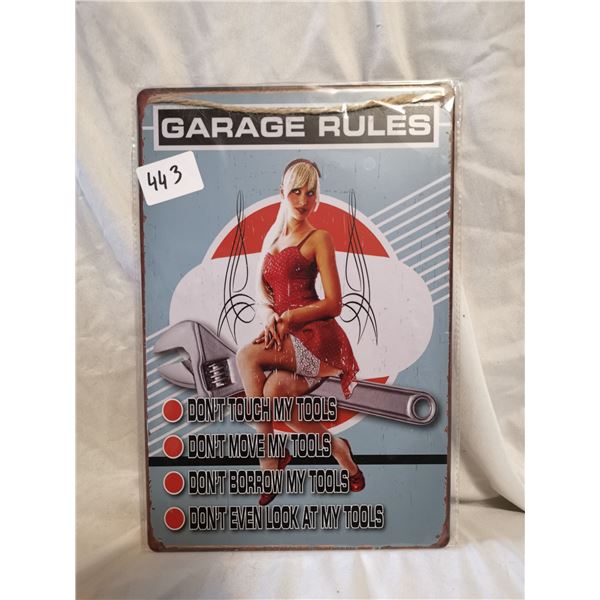 GARAGE RULES
443
DON'T TOUCH MY TOOLS
DON'T MOVE MY TOOLS
DON'T BORROW MY TOOLS
DON'T EVEN LOOK AT MY TOOLS